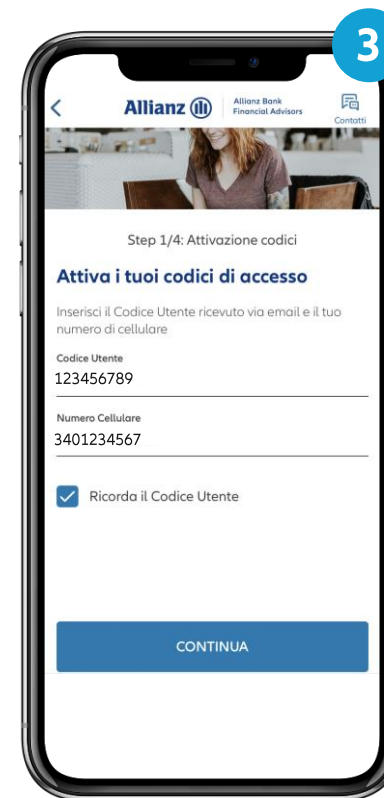 3
Allianz
Allianz Bank
Financial Advisors
Contatti
Step 1/4: Attivazione codici
Attiva i tuoi codici di accesso
Inserisci il Codice Utente ricevuto via email e il tuo
numero di cellulare
Codice Utente
123456789
Numero Cellulare
3401234567
Ricorda il Codice Utente
CONTINUA